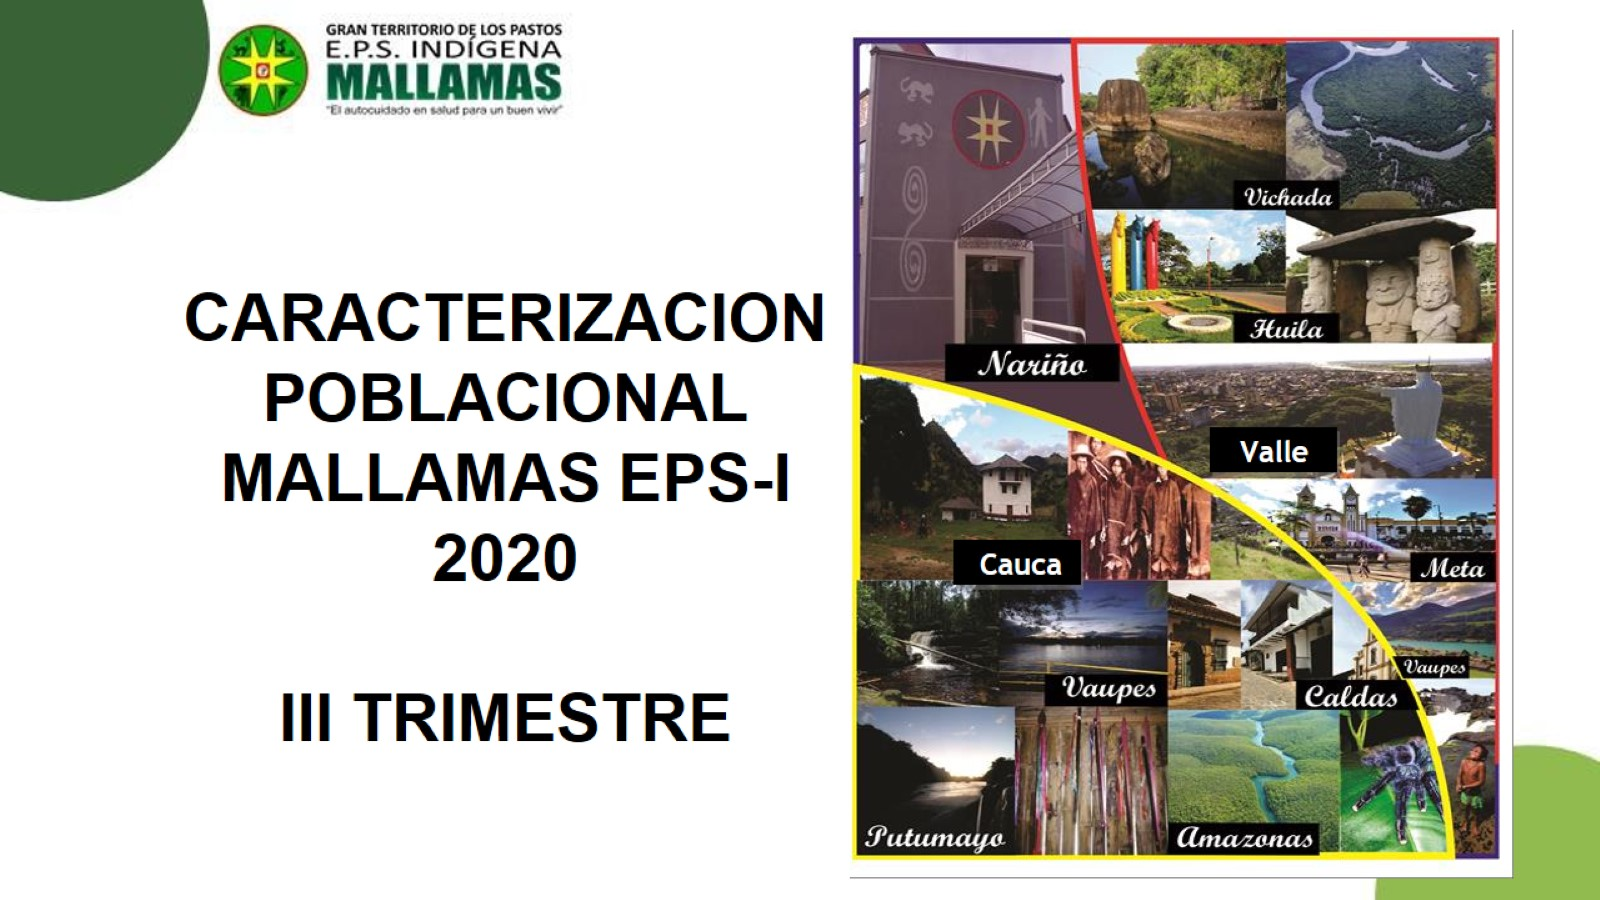 GRAN TERRITORIO DE LOS PASTOS
E.P.S. INDÍGENA
MALLAMAS
"El autocuidado en salud para un buen vivir"
CARACTERIZACION
POBLACIONAL
MALLAMAS EPS-I
2020
III TRIMESTRE
Vichada
Huila
Nariño
Valle
Cauca
Meta
Vaupes
Vaupes
Caldas
Putumayo
Amazonas